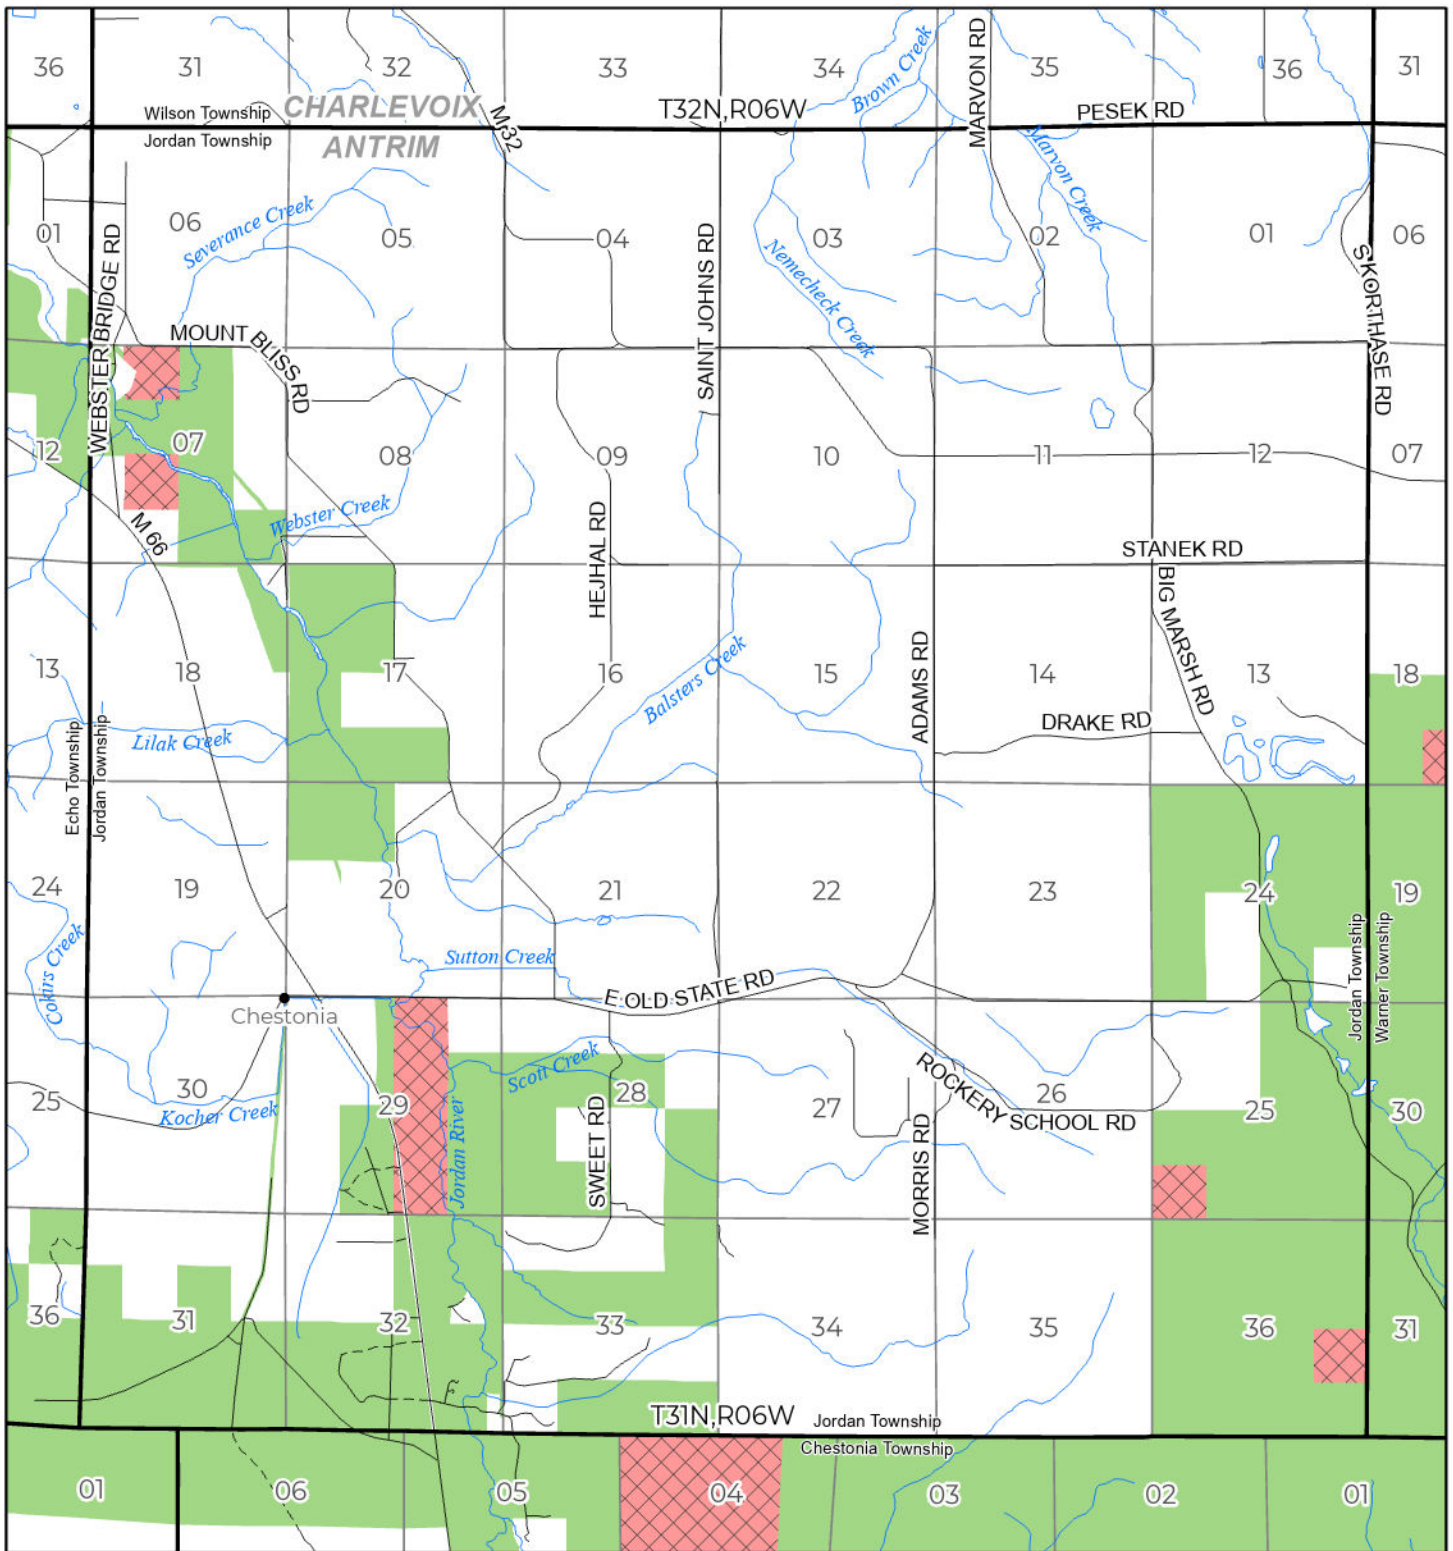 36
31
32
33
34
35
36
31
Brown Creek
MARVON RD
CHARLEVOIX
Wilson Township
T32N,R06W
PESEK RD
M-32
Jordan Township
ANTRIM
Marvon Creek
01
06
Severance Creek
05
04
03
02
01
06
WEBSTER BRIDGE RD
SAINT JOHNS RD
Nemecheck Creek
S KORTHASE RD
MOUNT BLISS RD
12
07
08
09
10
11
12
07
Webster Creek
M 66
HEJHAL RD
STANEK RD
BIG MARSH RD
13
18
17
16
Balsters Creek
15
ADAMS RD
14
13
18
DRAKE RD
Lilak Creek
Echo Township
Jordan Township
24
19
20
21
22
23
24
19
Cokirs Creek
Sutton Creek
Jordan Township
Warner Township
E OLD STATE RD
Chestonia
25
30
Kocher Creek
29
Jordan River
Scott Creek
28
SWEET RD
27
MORRIS RD
ROCKERY SCHOOL RD
26
25
30
36
31
32
33
34
35
36
31
T31N,R06W
Jordan Township
Chestonia Township
01
06
05
04
03
02
01